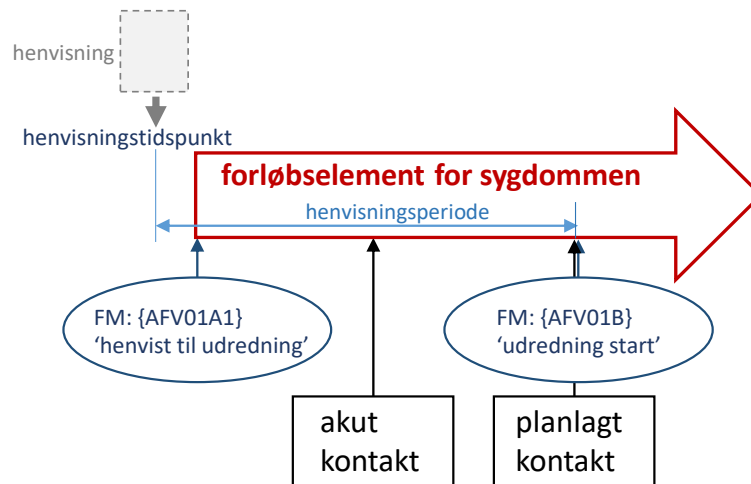 henvisning
henvisningstidspunkt
forløbselement for sygdommen
henvisningsperiode
FM: {AFV01A1}
‘henvist til udredning’
FM: {AFV01B}
‘udredning start’
akut
kontakt
planlagt
kontakt